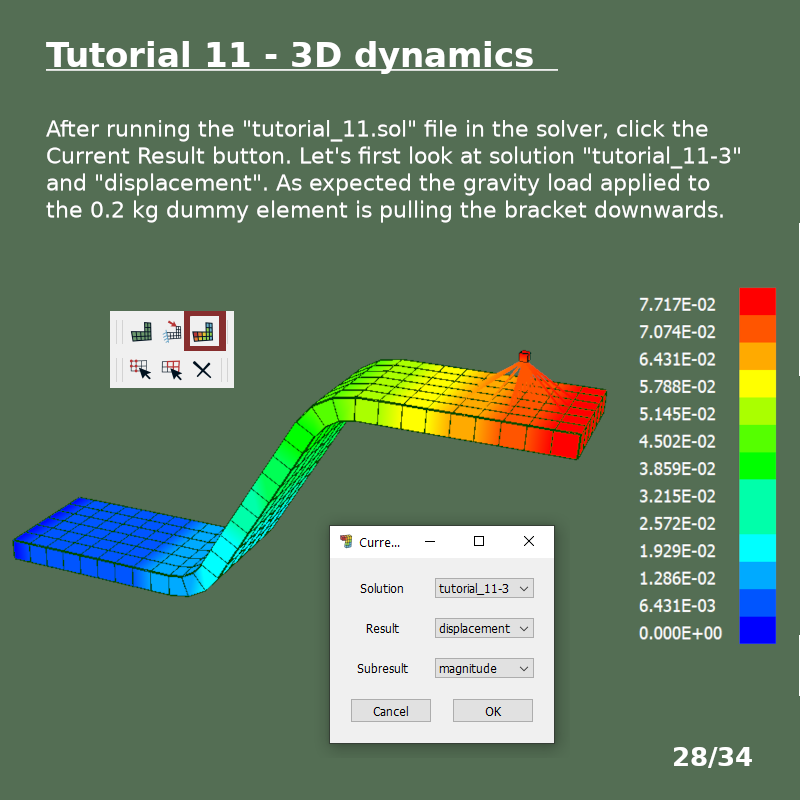 Tutorial 11 - 3D dynamics
After running the "tutorial_11.sol" file in the solver, click the
Current Result button. Let's first look at solution "tutorial_11-3"
and "displacement". As expected the gravity load applied to
the 0.2 kg dummy element is pulling the bracket downwards.
7.717E-02
7.074E-02
6.431E-02
5.788E-02
5.145E-02
4.502E-02
3.859E-02
3.215E-02
2.572E-02
1.929E-02
1.286E-02
6.431E-03
0.000E+00
Curre...
Solution tutorial_11-3
Result displacement
Subresult magnitude
Cancel OK
28/34